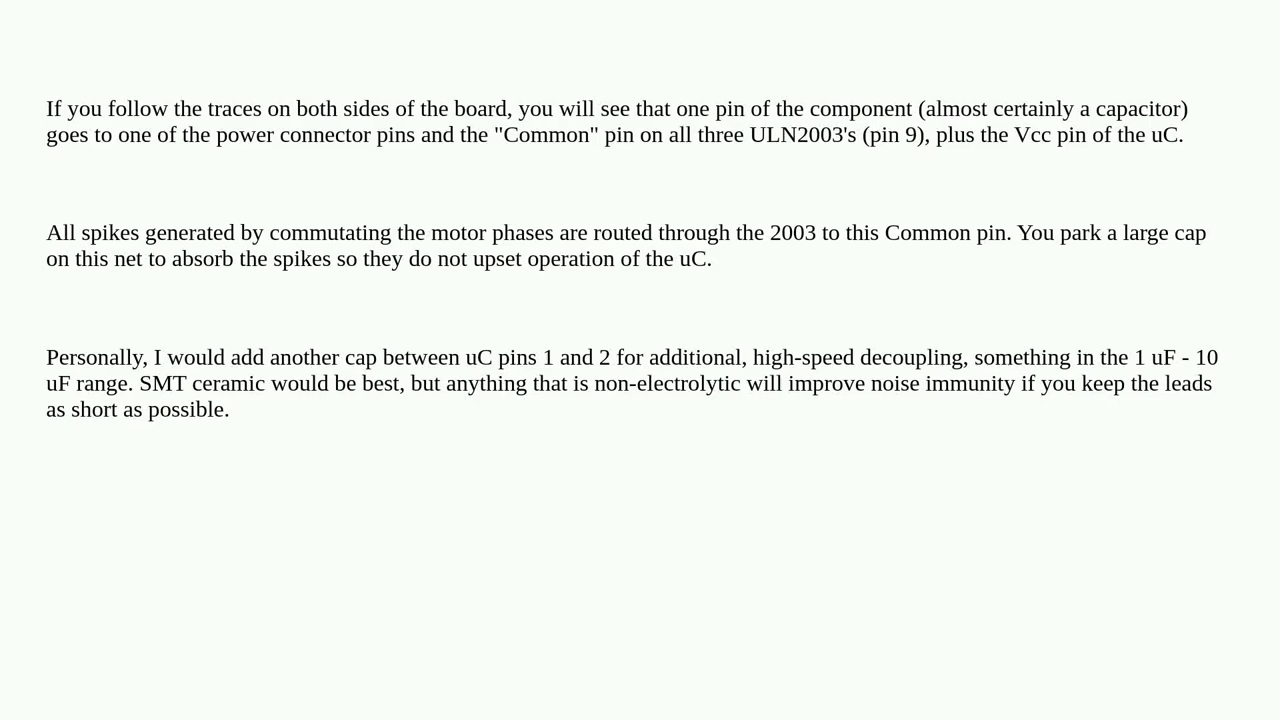 If you follow the traces on both sides of the board, you will see that one pin of the component (almost certainly a capacitor)
goes to one of the power connector pins and the "Common" pin on all three ULN2003's (pin 9), plus the Vcc pin of the uC.
All spikes generated by commutating the motor phases are routed through the 2003 to this Common pin. You park a large cap
on this net to absorb the spikes so they do not upset operation of the uC.
Personally, I would add another cap between uC pins 1 and 2 for additional, high-speed decoupling, something in the 1 uF - 10
uF range. SMT ceramic would be best, but anything that is non-electrolytic will improve noise immunity if you keep the leads
as short as possible.